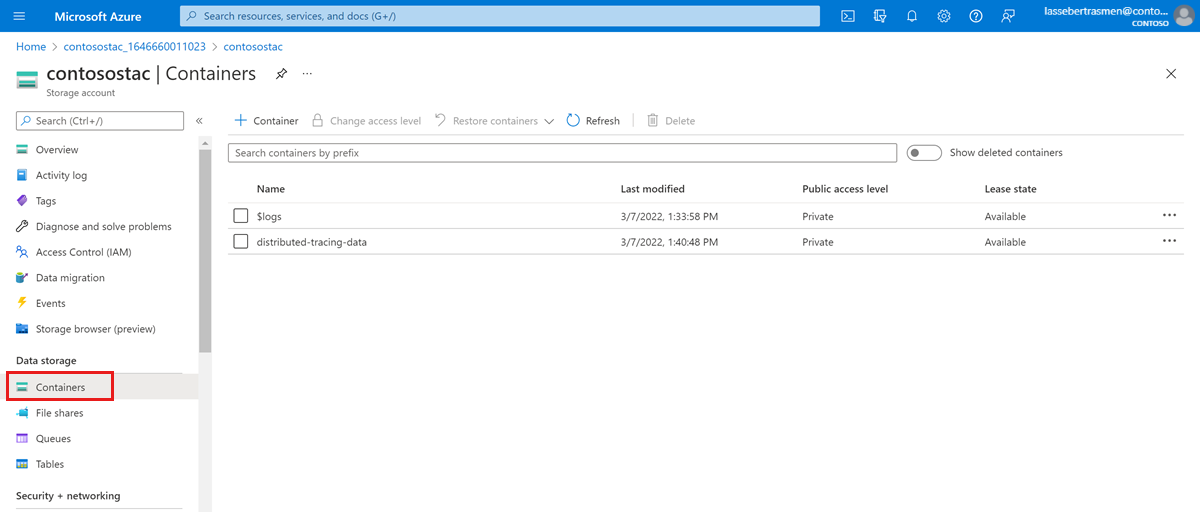 Microsoft Azure
Search resources, services, and docs (G+/)
lassebertrasmen@conto...
CONTOSO
Home > contosostac_1646660011023 > contosostac
contosostac | Containers
Storage account
Search (Ctrl+/)
Overview
Activity log
Tags
Diagnose and solve problems
Access Control (IAM)
Data migration
Events
Storage browser (preview)
Data storage
Containers
File shares
Queues
Tables
Security + networking
Container Change access level Restore containers Refresh Delete
Search containers by prefix
Show deleted containers
Name Last modified Public access level Lease state
$logs 3/7/2022, 1:33:58 PM Private Available
distributed-tracing-data 3/7/2022, 1:40:48 PM Private Available